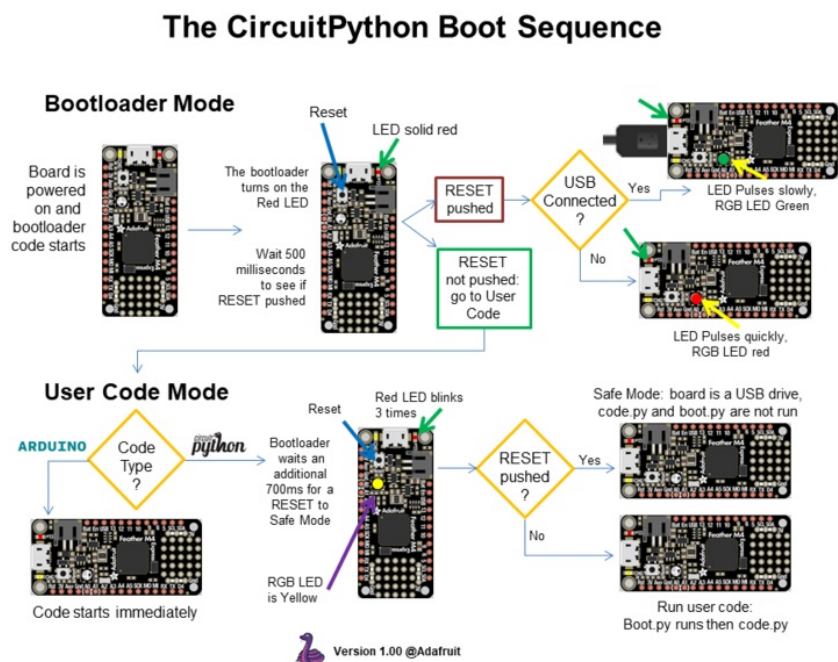 The CircuitPython Boot Sequence
Bootloader Mode
Board is
powered
on and
bootloader
code starts
Reset
LED solid red
The bootloader
turns on the
Red LED
Wait 500
milliseconds
to see if
RESET pushed
RESET
pushed
RESET
not pushed:
go to User
Code
USB
Connected
?
Yes
No
Feather M4
LED Pulses slowly,
RGB LED Green
LED Pulses quickly,
RGB LED red
User Code Mode
ARDUINO
Code
Type
?
circuit
python
Code starts immediately
Reset
Red LED blinks
3 times
Bootloader
waits an
additional
700ms for a
RESET to
Safe Mode
RGB LED
is Yellow
RESET
pushed
?
Yes
No
Safe Mode: board is a USB drive,
code.py and boot.py are not run
Run user code:
Boot.py runs then code.py
Version 1.00 @Adafruit